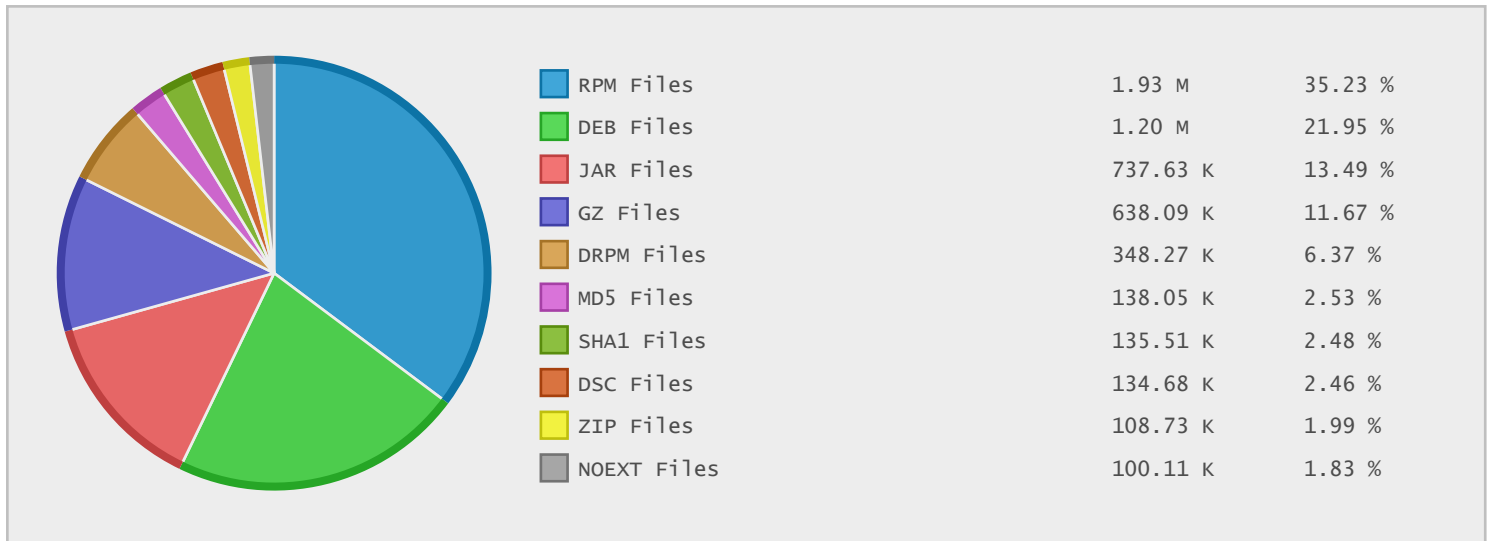 RPM Files 1.93 M 35.23 %
DEB Files 1.20 M 21.95 %
JAR Files 737.63 K 13.49 %
GZ Files 638.09 K 11.67 %
DRPM Files 348.27 K 6.37 %
MD5 Files 138.05 K 2.53 %
SHA1 Files 135.51 K 2.48 %
DSC Files 134.68 K 2.46 %
ZIP Files 108.73 K 1.99 %
NOEXT Files 100.11 K 1.83 %